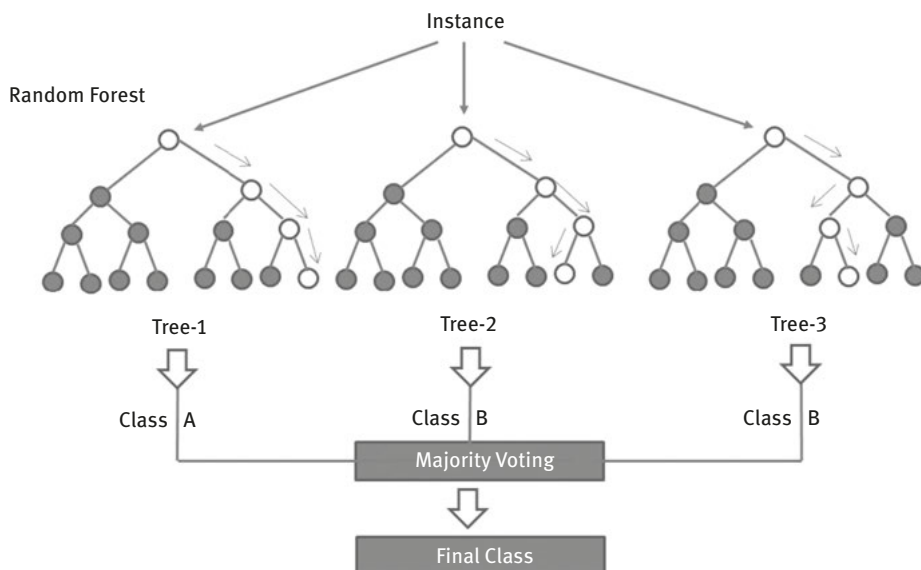 Instance
Random Forest
Tree-1
Tree-2
Tree-3
Class A
Class B
Class B
Majority Voting
Final Class